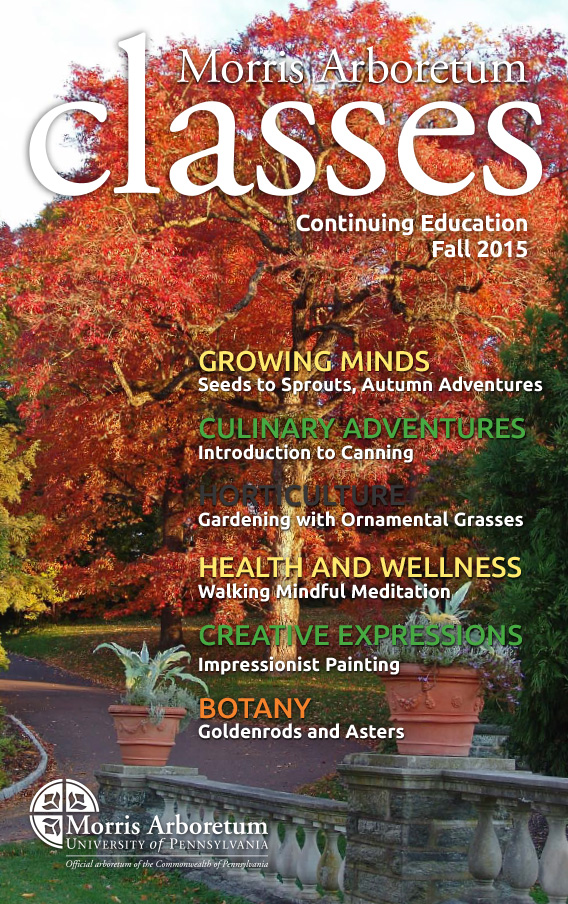 Morris Arboretum
classes
Continuing Education
Fall 2015
GROWING MINDS
Seeds to Sprouts, Autumn Adventures
CULINARY ADVENTURES
Introduction to Canning
HORTICULTURE
Gardening with Ornamental Grasses
HEALTH AND WELLNESS
Walking Mindful Meditation
CREATIVE EXPRESSIONS
Impressionist Painting
BOTANY
Goldenrods and Asters
Morris Arboretum
UNIVERSITY OF PENNSYLVANIA
Official arboretum of the Commonwealth of Pennsylvania